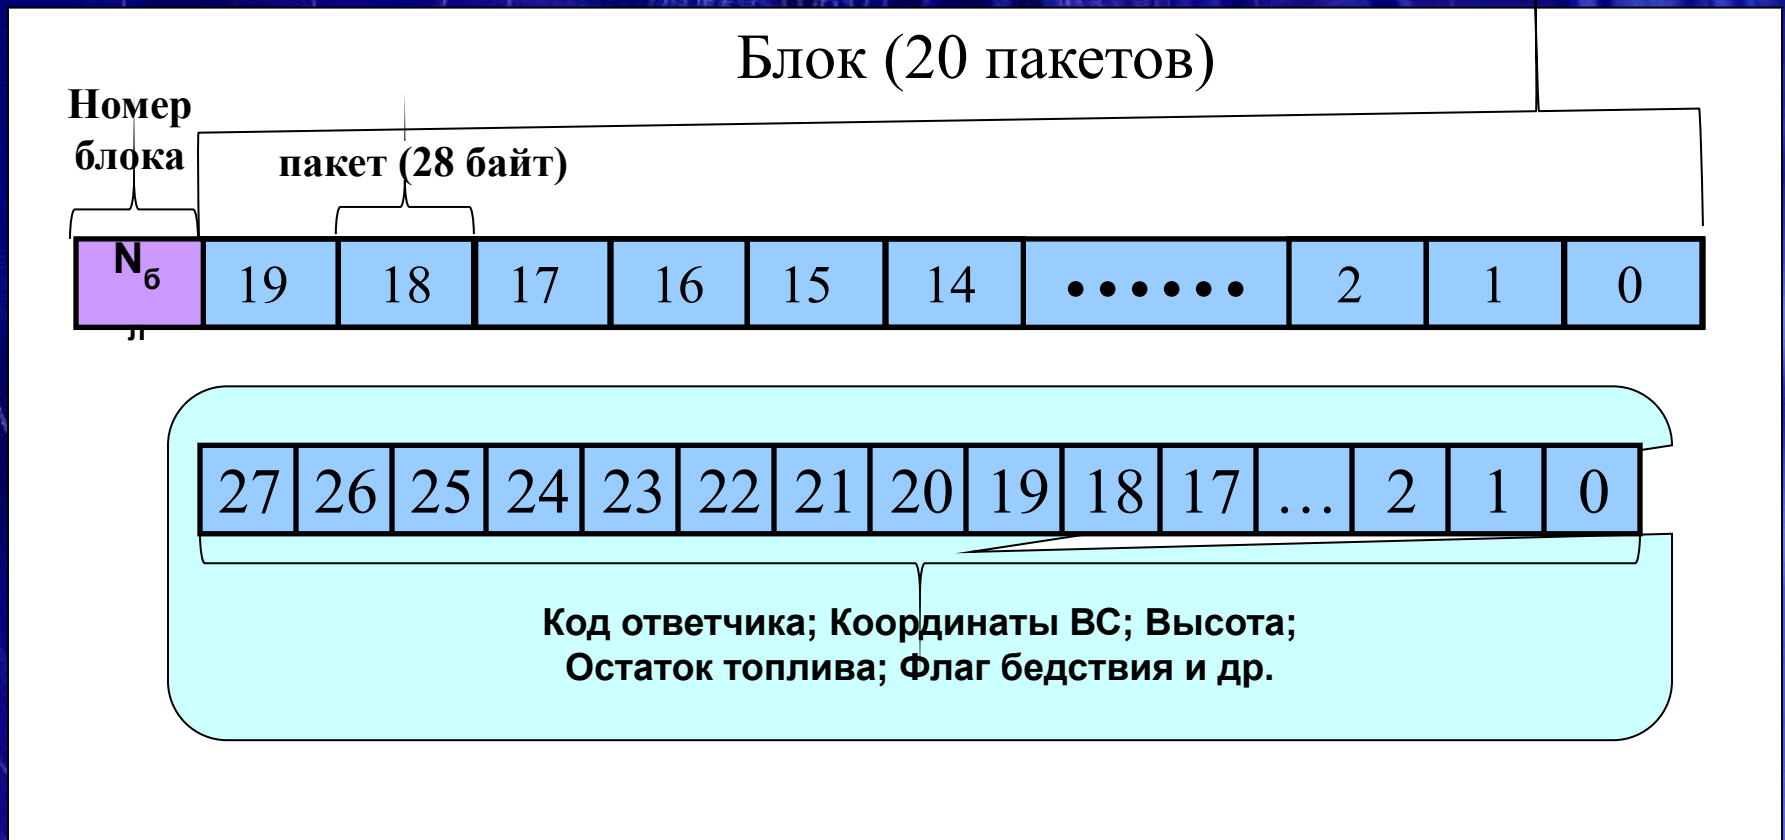 Блок (20 пакетов)
Номер
блока
пакет (28 байт)
Nбл
19 18 17 16 15 14 •••••• 2 1 0
27 26 25 24 23 22 21 20 19 18 17 ... 2 1 0
Код ответчика; Координаты ВС; Высота;
Остаток топлива; Флаг бедствия и др.